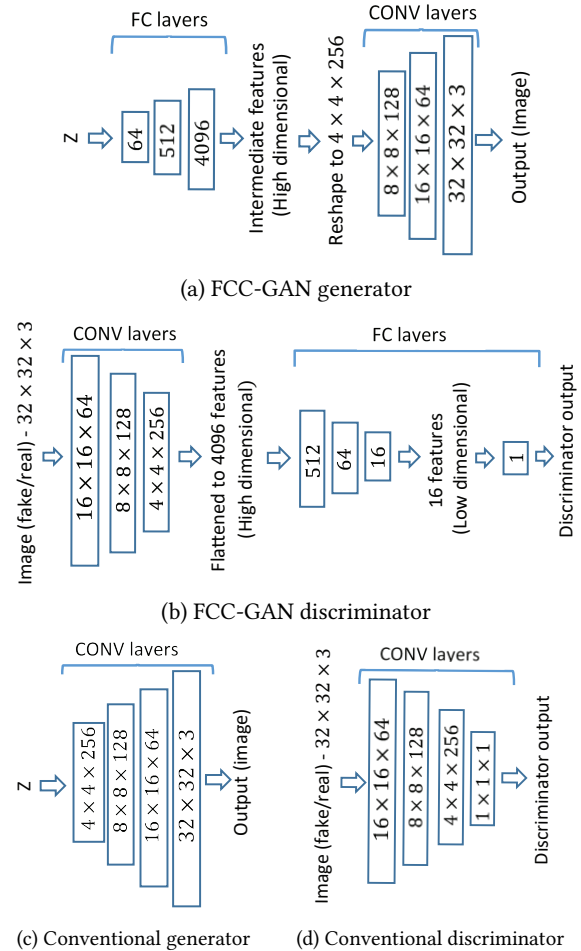 FC layers
CONV layers
Z
64
512
4096
Intermediate features
(High dimensional)
Reshape to 4 × 4 × 256
8 × 8 × 128
16 × 16 × 64
32 × 32 × 3
Output (Image)
(a) FCC-GAN generator
Image (fake/real) - 32 × 32 × 3
CONV layers
16 × 16 × 64
8 × 8 × 128
4 × 4 × 256
Flattened to 4096 features
(High dimensional)
FC layers
512
64
16
16 features
(Low dimensional)
1
Discriminator output
(b) FCC-GAN discriminator
CONV layers
Z
4 × 4 × 256
8 × 8 × 128
16 × 16 × 64
32 × 32 × 3
Output (image)
(c) Conventional generator
Image (fake/real) - 32 × 32 × 3
CONV layers
16 × 16 × 64
8 × 8 × 128
4 × 4 × 256
1 × 1 × 1
Discriminator output
(d) Conventional discriminator